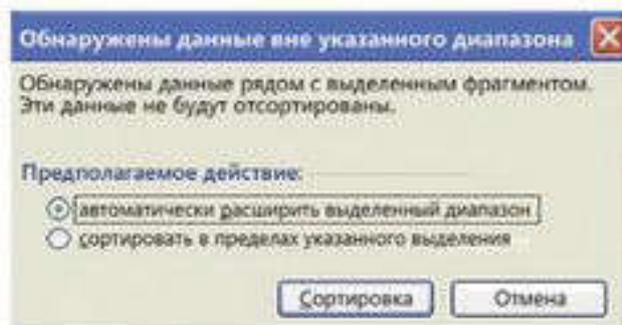 Обнаружены данные вне указанного диапазона
Обнаружены данные рядом с выделенным фрагментом.
Эти данные не будут отсортированы.
Предполагаемое действие:
автоматически расширить выделенный диапазон
сортировать в пределах указанного выделения
Сортировка Отмена